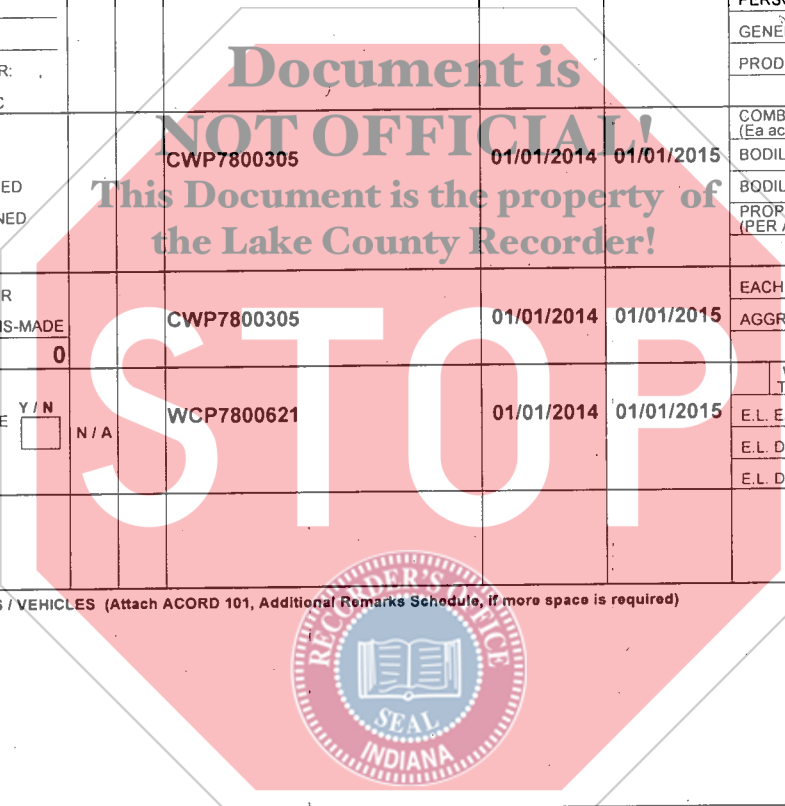 GENE
PROD
Document is
R:
NOT OFFICIAL!
COMB
(Ea ac
CWP7800305 01/01/2014 01/01/2015 BODIL
ED
This Document is the property of
BODIL
NED
PROP
(PER
the Lake County Recorder!
R
EACH
IS-MADE
CWP7800305 01/01/2014 01/01/2015 AGGR
0
STOP
Y / N
N / A
WCP7800621 01/01/2014 01/01/2015 E.L. E
E.L. D
E.L. D
/ VEHICLES (Attach ACORD 101, Additional Remarks Schedule, if more space is required)
RECORDER'S OFFICE
SEAL
INDIANA